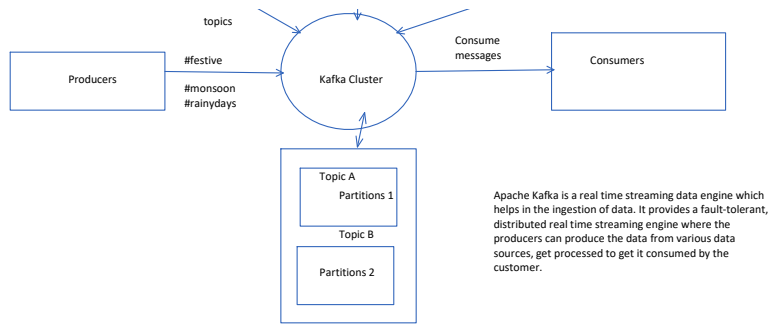 topics
#festive
#monsoon
#rainydays
Producers
Kafka Cluster
Consume
messages
Consumers
Topic A
Partitions 1
Topic B
Partitions 2
Apache Kafka is a real time streaming data engine which
helps in the ingestion of data. It provides a fault-tolerant,
distributed real time streaming engine where the
producers can produce the data from various data
sources, get processed to get it consumed by the
customer.